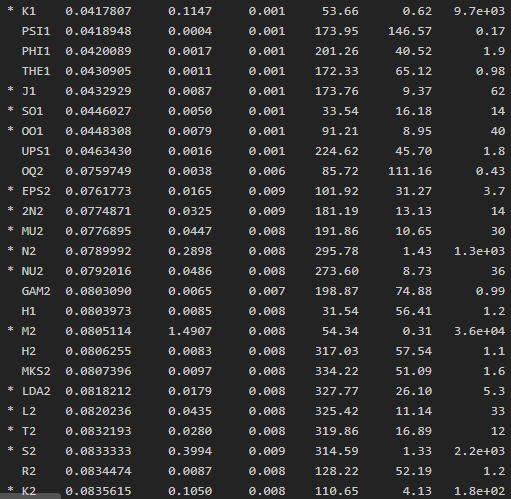 * K1 0.0417807 0.1147 0.001 53.66 0.62 9.7e+03
PSI1 0.0418948 0.0004 0.001 173.95 146.57 0.17
PHI1 0.0420089 0.0017 0.001 201.26 40.52 1.9
THE1 0.0430905 0.0011 0.001 172.33 65.12 0.98
* J1 0.0432929 0.0087 0.001 173.76 9.37 62
* SO1 0.0446027 0.0050 0.001 33.54 16.18 14
* OO1 0.0448308 0.0079 0.001 91.21 8.95 40
UPS1 0.0463430 0.0016 0.001 224.62 45.70 1.8
OQ2 0.0759749 0.0038 0.006 85.72 111.16 0.43
* EPS2 0.0761773 0.0165 0.009 101.92 31.27 3.7
* 2N2 0.0774871 0.0325 0.009 181.19 13.13 14
* MU2 0.0776895 0.0447 0.008 191.86 10.65 30
* N2 0.0789992 0.2898 0.008 295.78 1.43 1.3e+03
* NU2 0.0792016 0.0486 0.008 273.60 8.73 36
GAM2 0.0803090 0.0065 0.007 198.87 74.88 0.99
H1 0.0803973 0.0085 0.008 31.54 56.41 1.2
* M2 0.0805114 1.4907 0.008 54.34 0.31 3.6e+04
H2 0.0806255 0.0083 0.008 317.03 57.54 1.1
MKS2 0.0807396 0.0097 0.008 334.22 51.09 1.6
* LDA2 0.0818212 0.0179 0.008 327.77 26.10 5.3
* L2 0.0820236 0.0435 0.008 325.42 11.14 33
* T2 0.0832193 0.0280 0.008 319.86 16.89 12
* S2 0.0833333 0.3994 0.009 314.59 1.33 2.2e+03
R2 0.0834474 0.0087 0.008 128.22 52.19 1.2
* K2 0.0835615 0.1050 0.008 110.65 4.13 1.8e+02